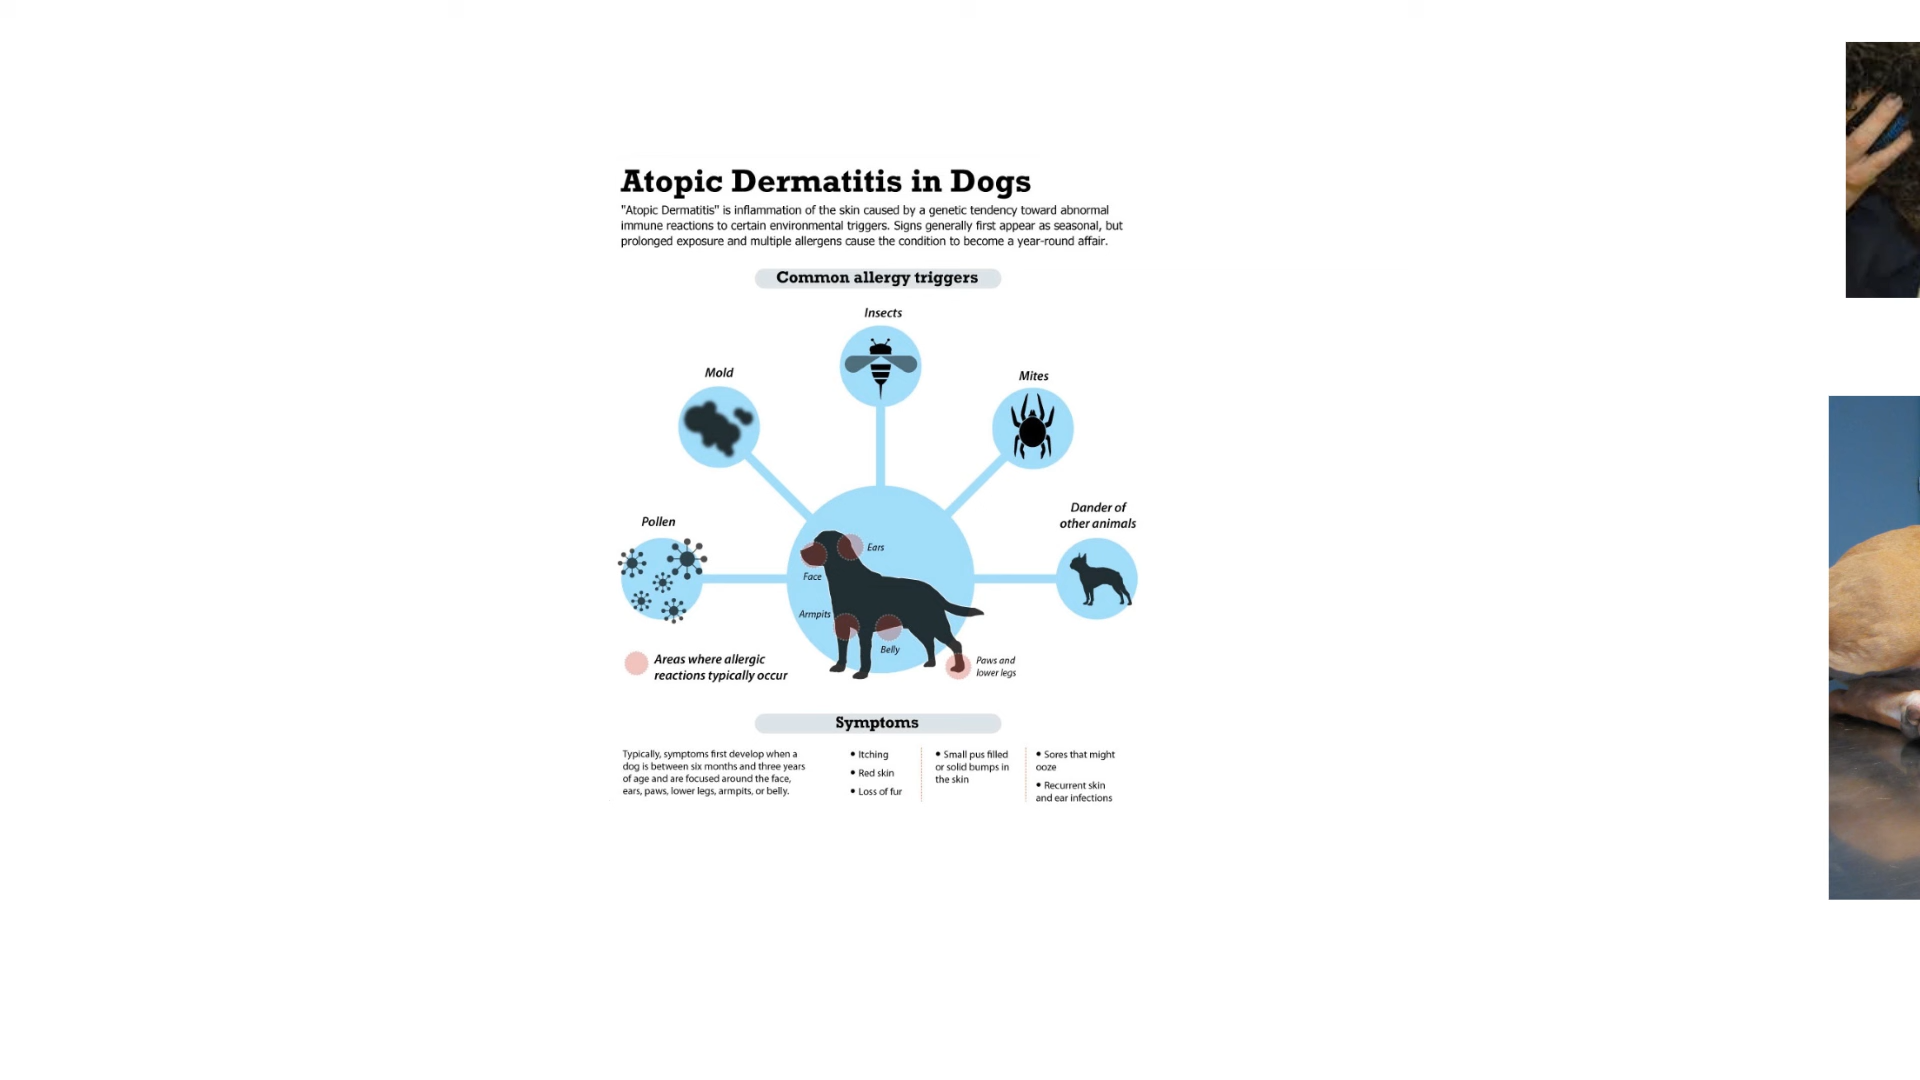 Atopic Dermatitis in Dogs
"Atopic Dermatitis" is inflammation of the skin caused by a genetic tendency toward abnormal
immune reactions to certain environmental triggers. Signs generally first appear as seasonal, but
prolonged exposure and multiple allergens cause the condition to become a year-round affair.
Common allergy triggers
Insects
Mold
Mites
Dander of
other animals
Pollen
Ears
Face
Armpits
Belly
Paws and
lower legs
Areas where allergic
reactions typically occur
Symptoms
Typically, symptoms first develop when a
dog is between six months and three years
of age and are focused around the face,
ears, paws, lower legs, armpits, or belly.
• Itching
• Red skin
• Loss of fur
• Small pus filled
or solid bumps in
the skin
• Sores that might
ooze
• Recurrent skin
and ear infections